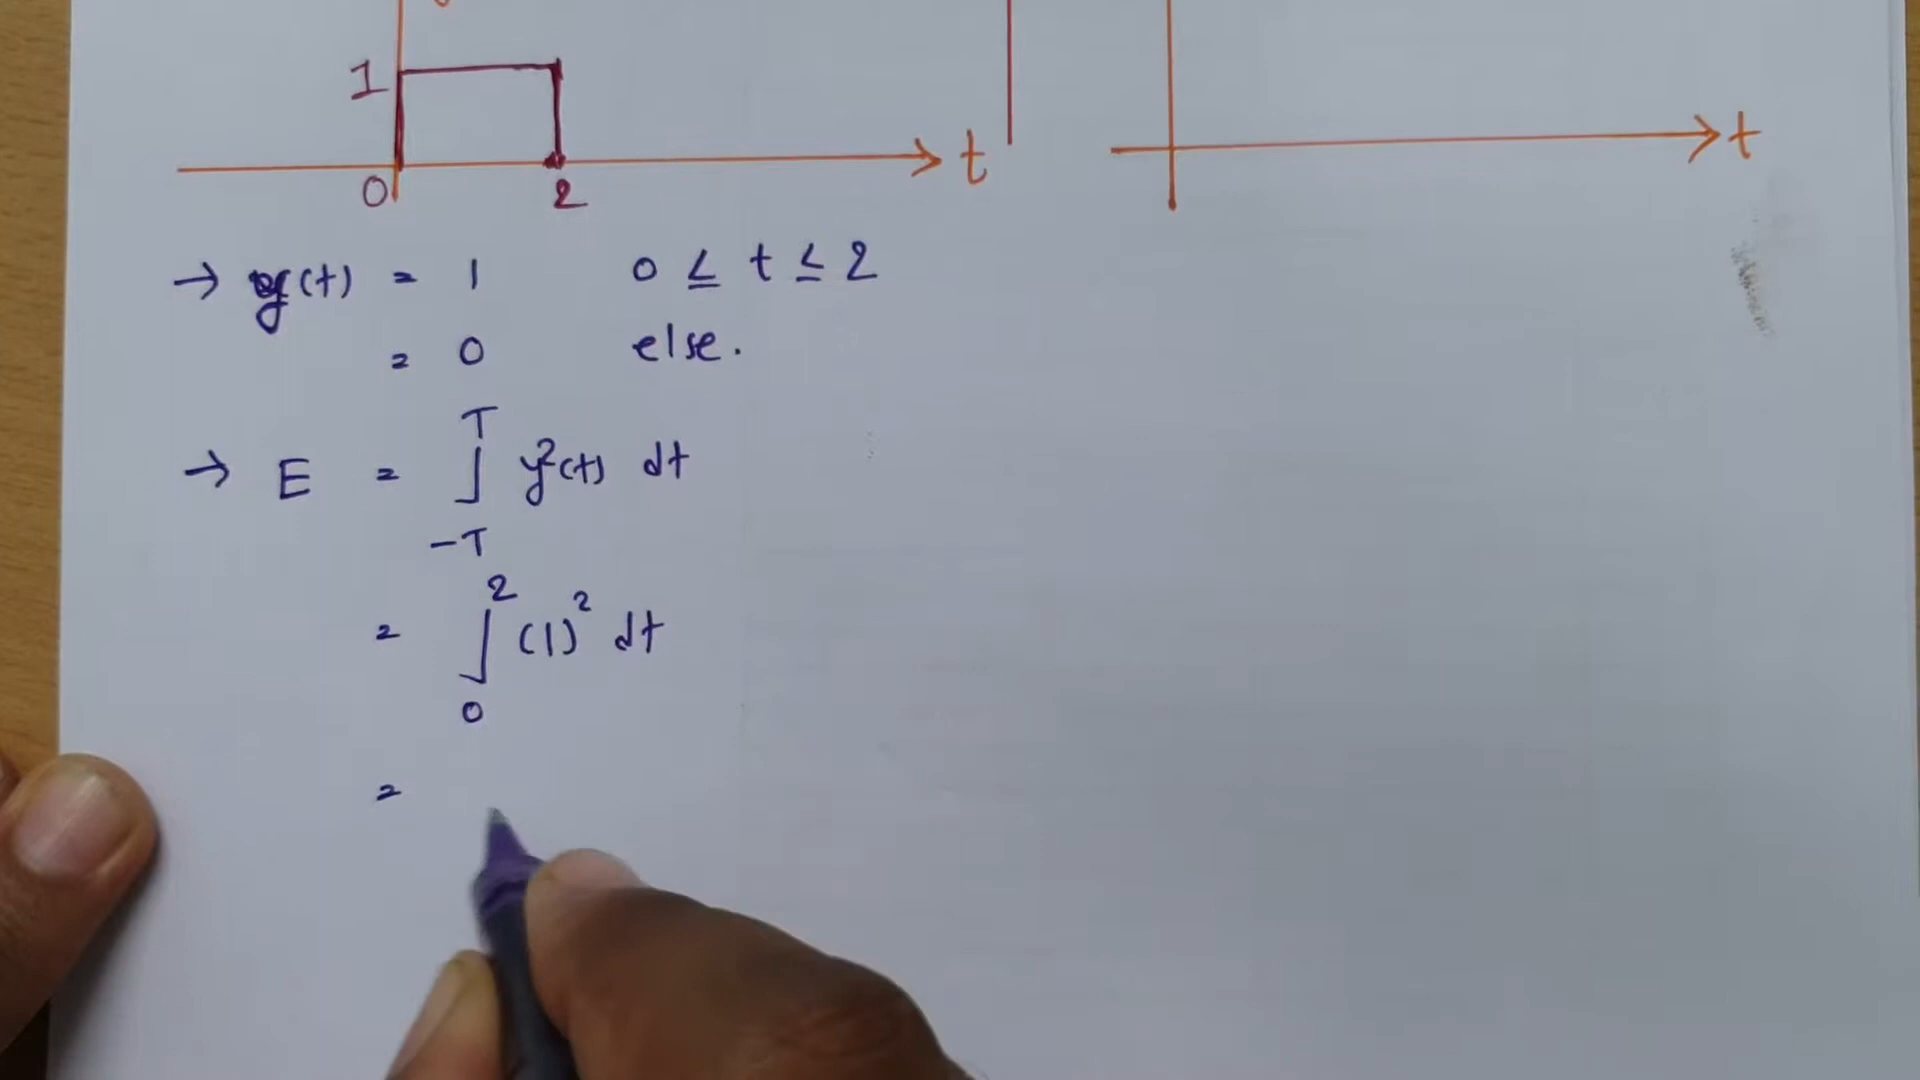 1
t
t
0
2
→ y(t) = 1 0 ≤ t ≤ 2
= 0 else.
→ E = ∫_{-T}^{T} y²(t) dt
= ∫_{0}^{2} (1)² dt
=